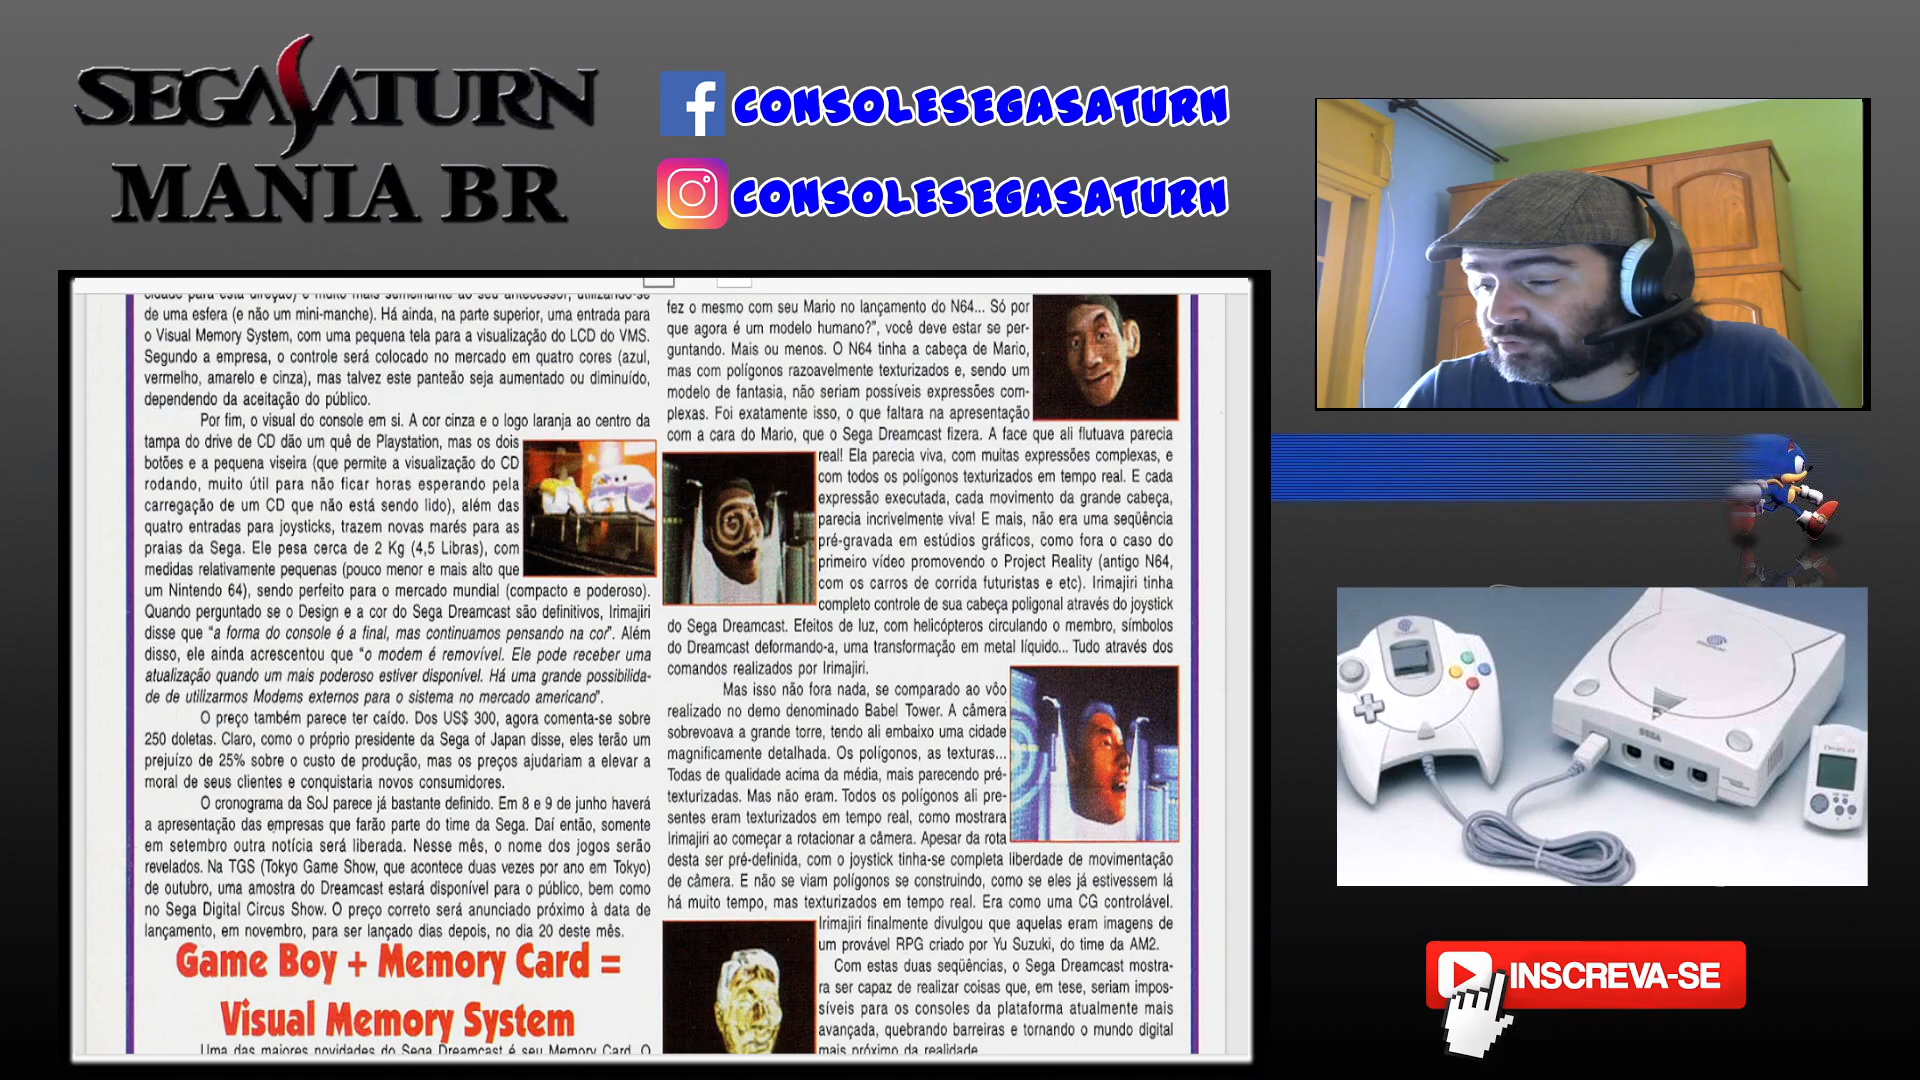 SEGA SATURN
MANIA BR
CONSOLESEGASATURN
CONSOLESEGASATURN
cidade para esta direção) é muito mais semelhante ao seu antecessor, utilizando-se
de uma esfera (e não um mini-manche). Há ainda, na parte superior, uma entrada para
o Visual Memory System, com uma pequena tela para a visualização do LCD do VMS.
Segundo a empresa, o controle será colocado no mercado em quatro cores (azul,
vermelho, amarelo e cinza), mas talvez este panteão seja aumentado ou diminuído,
dependendo da aceitação do público.
Por fim, o visual do console em si. A cor cinza e o logo laranja ao centro da
tampa do drive de CD dão um quê de Playstation, mas os dois
botões e a pequena viseira (que permite a visualização do CD
rodando, muito útil para não ficar horas esperando pela
carregação de um CD que não está sendo lido), além das
quatro entradas para joysticks, trazem novas marés para as
praias da Sega. Ele pesa cerca de 2 Kg (4,5 Libras), com
medidas relativamente pequenas (pouco menor e mais alto que
um Nintendo 64), sendo perfeito para o mercado mundial (compacto e poderoso).
Quando perguntado se o Design e a cor do Sega Dreamcast são definitivos, Irimajiri
disse que "a forma do console é a final, mas continuamos pensando na cor". Além
disso, ele ainda acrescentou que "o modem é removível. Ele pode receber uma
atualização quando um mais poderoso estiver disponível. Há uma grande possibilida-
de de utilizarmos Modems externos para o sistema no mercado americano".
O preço também parece ter caído. Dos US$ 300, agora comenta-se sobre
250 doletas. Claro, como o próprio presidente da Sega of Japan disse, eles terão um
prejuízo de 25% sobre o custo de produção, mas os preços ajudariam a elevar a
moral de seus clientes e conquistaria novos consumidores.
O cronograma da SoJ parece já bastante definido. Em 8 e 9 de junho haverá
a apresentação das empresas que farão parte do time da Sega. Daí então, somente
em setembro outra notícia será liberada. Nesse mês, o nome dos jogos serão
revelados. Na TGS (Tokyo Game Show, que acontece duas vezes por ano em Tokyo)
de outubro, uma amostra do Dreamcast estará disponível para o público, bem como
no Sega Digital Circus Show. O preço correto será anunciado próximo à data de
lançamento, em novembro, para ser lançado dias depois, no dia 20 deste mês.
Game Boy + Memory Card =
Visual Memory System
Uma das maiores novidades do Sega Dreamcast é seu Memory Card. O
fez o mesmo com seu Mario no lançamento do N64... Só por
que agora é um modelo humano?", você deve estar se per-
guntando. Mais ou menos. O N64 tinha a cabeça de Mario,
mas com polígonos razoavelmente texturizados e, sendo um
modelo de fantasia, não seriam possíveis expressões com-
plexas. Foi exatamente isso, o que faltara na apresentação
com a cara do Mario, que o Sega Dreamcast fizera. A face que ali flutuava parecia
real! Ela parecia viva, com muitas expressões complexas, e
com todos os polígonos texturizados em tempo real. E cada
expressão executada, cada movimento da grande cabeça,
parecia incrivelmente viva! E mais, não era uma seqüência
pré-gravada em estúdios gráficos, como fora o caso do
primeiro vídeo promovendo o Project Reality (antigo N64,
com os carros de corrida futuristas e etc). Irimajiri tinha
completo controle de sua cabeça poligonal através do joystick
do Sega Dreamcast. Efeitos de luz, com helicópteros circulando o membro, símbolos
do Dreamcast deformando-a, uma transformação em metal líquido... Tudo através dos
comandos realizados por Irimajiri.
Mas isso não fora nada, se comparado ao vôo
realizado no demo denominado Babel Tower. A câmera
sobrevoava a grande torre, tendo ali embaixo uma cidade
magnificamente detalhada. Os polígonos, as texturas...
Todas de qualidade acima da média, mais parecendo pré-
texturizadas. Mas não eram. Todos os polígonos ali pre-
sentes eram texturizados em tempo real, como mostrara
Irimajiri ao começar a rotacionar a câmera. Apesar da rota
desta ser pré-definida, com o joystick tinha-se completa liberdade de movimentação
de câmera. E não se viam polígonos se construindo, como se eles já estivessem lá
há muito tempo, mas texturizados em tempo real. Era como uma CG controlável.
Irimajiri finalmente divulgou que aquelas eram imagens de
um provável RPG criado por Yu Suzuki, do time da AM2.
Com estas duas seqüências, o Sega Dreamcast mostra-
ra ser capaz de realizar coisas que, em tese, seriam impos-
síveis para os consoles da plataforma atualmente mais
avançada, quebrando barreiras e tornando o mundo digital
mais próximo da realidade.
SEGA
INSCREVA-SE